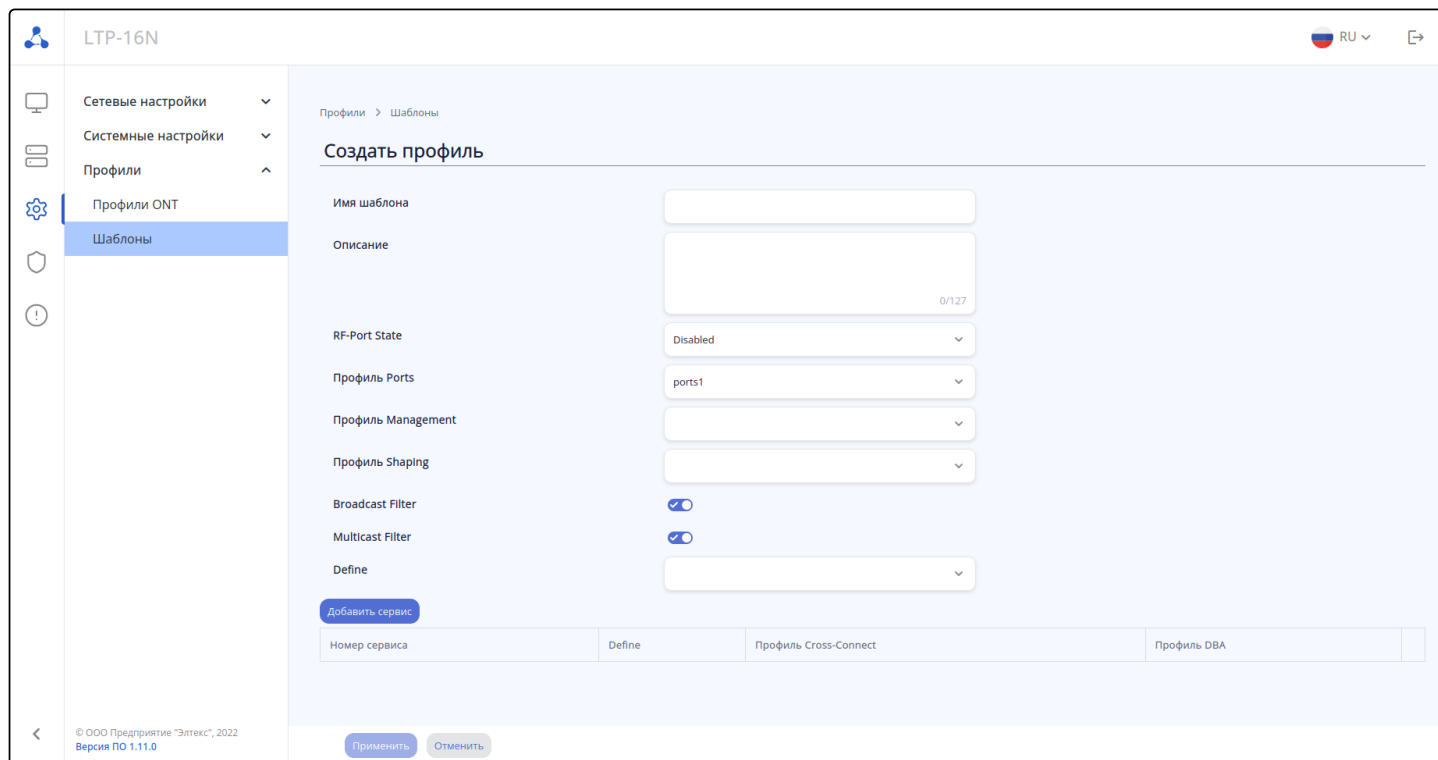 LTP-16N
RU
Сетевые настройки
Системные настройки
Профили
Профили ONT
Шаблоны
Профили > Шаблоны
Создать профиль
Имя шаблона
Описание
0/127
RF-Port State
Disabled
Профиль Ports
ports1
Профиль Management
Профиль Shaping
Broadcast Filter
Multicast Filter
Define
Добавить сервис
Номер сервиса Define Профиль Cross-Connect Профиль DBA
© ООО Предприятие "Элтекс", 2022
Версия ПО 1.11.0
Применить Отменить